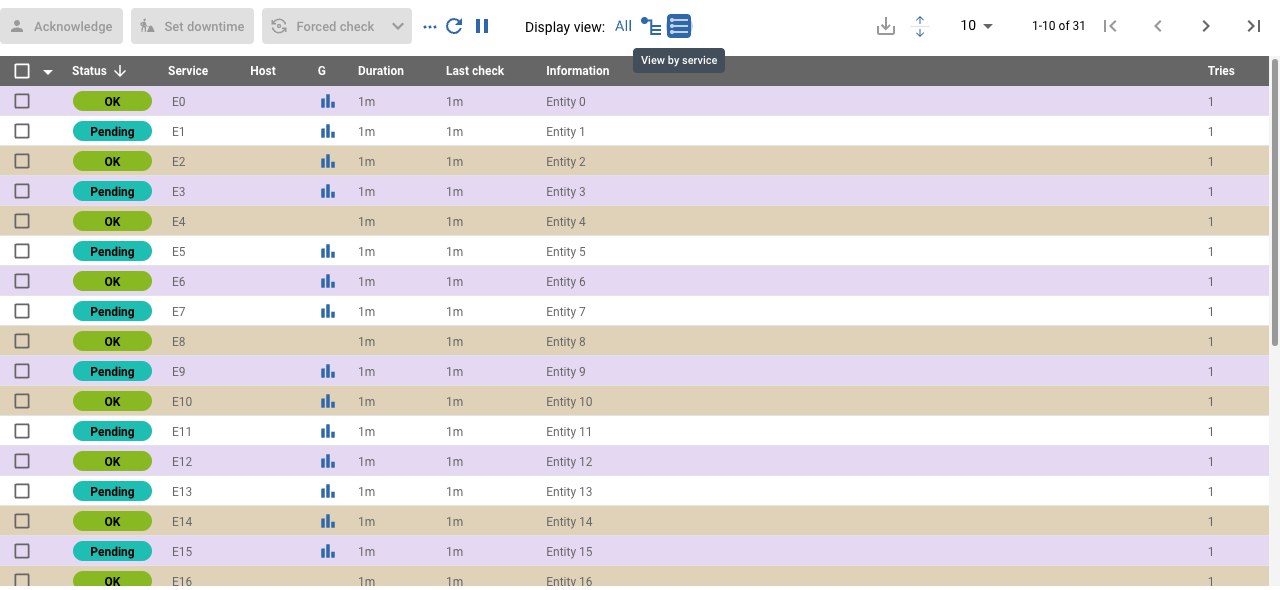 Acknowledge Set downtime Forced check Display view: All 10 1-10 of 31
View by service
Status Service Host G Duration Last check Information Tries
OK E0 1m 1m Entity 0 1
Pending E1 1m 1m Entity 1 1
OK E2 1m 1m Entity 2 1
Pending E3 1m 1m Entity 3 1
OK E4 1m 1m Entity 4 1
Pending E5 1m 1m Entity 5 1
OK E6 1m 1m Entity 6 1
Pending E7 1m 1m Entity 7 1
OK E8 1m 1m Entity 8 1
Pending E9 1m 1m Entity 9 1
OK E10 1m 1m Entity 10 1
Pending E11 1m 1m Entity 11 1
OK E12 1m 1m Entity 12 1
Pending E13 1m 1m Entity 13 1
OK E14 1m 1m Entity 14 1
Pending E15 1m 1m Entity 15 1
OK E16 1m 1m Entity 16 1